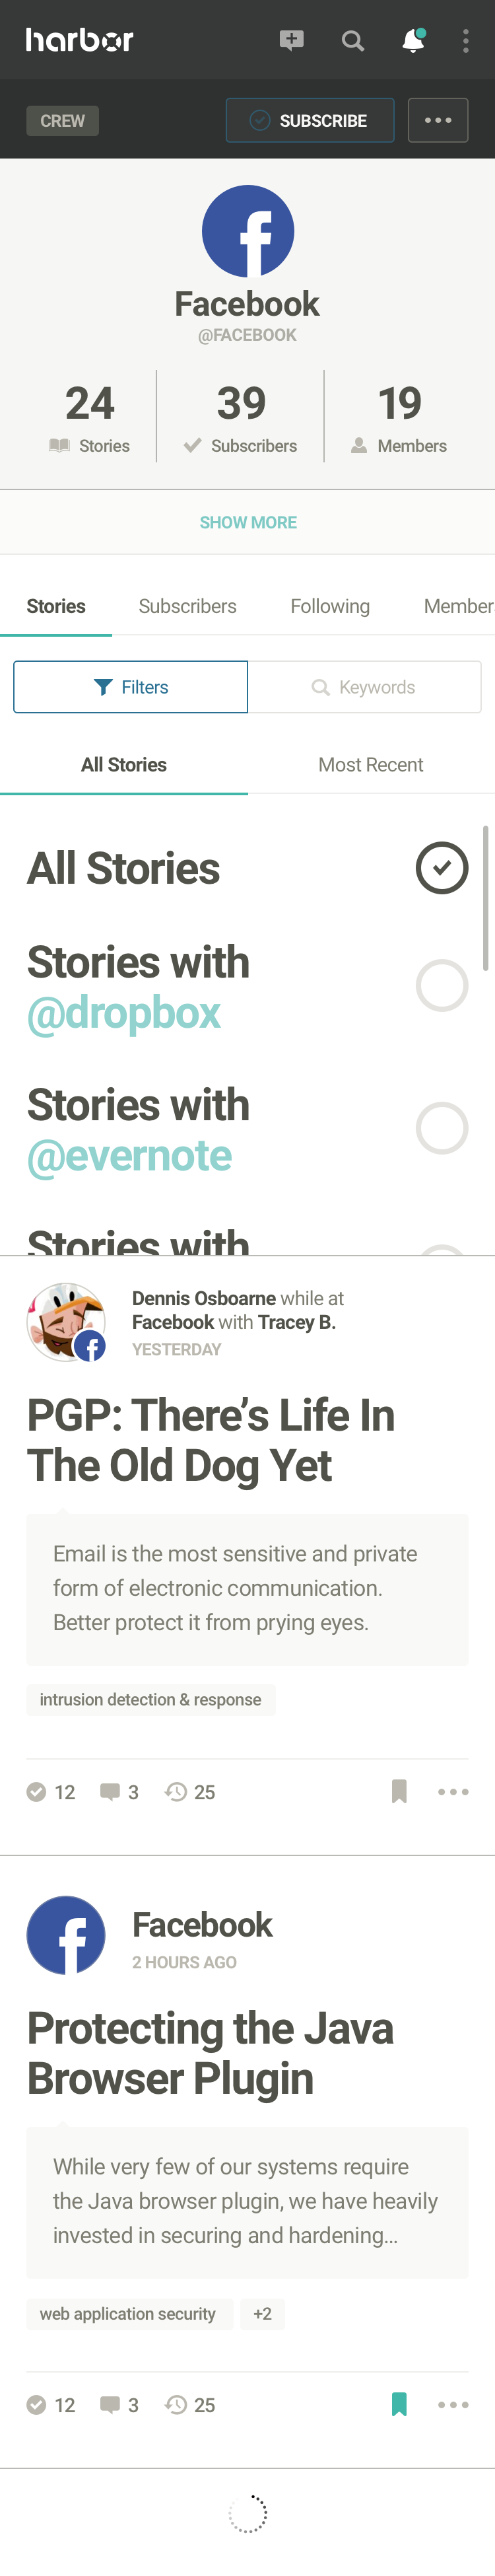 harbor
CREW
SUBSCRIBE
Facebook
@FACEBOOK
24
39
19
Stories
Subscribers
Members
SHOW MORE
Stories
Subscribers
Following
Member
Filters
Keywords
All Stories
Most Recent
All Stories
Stories with
@dropbox
Stories with
@evernote
Stories with
Dennis Osboarne while at
Facebook with Tracey B.
YESTERDAY
PGP: There’s Life In
The Old Dog Yet
Email is the most sensitive and private
form of electronic communication.
Better protect it from prying eyes.
intrusion detection & response
12 3 25
Facebook
2 HOURS AGO
Protecting the Java
Browser Plugin
While very few of our systems require
the Java browser plugin, we have heavily
invested in securing and hardening...
web application security +2
12 3 25